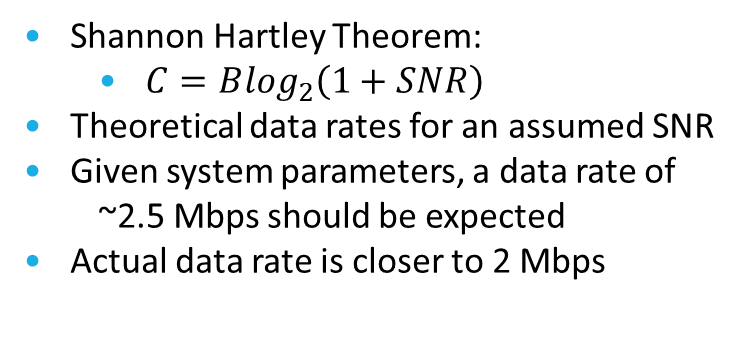 • Shannon Hartley Theorem:
• C = Blog₂(1 + SNR)
• Theoretical data rates for an assumed SNR
• Given system parameters, a data rate of
~2.5 Mbps should be expected
• Actual data rate is closer to 2 Mbps